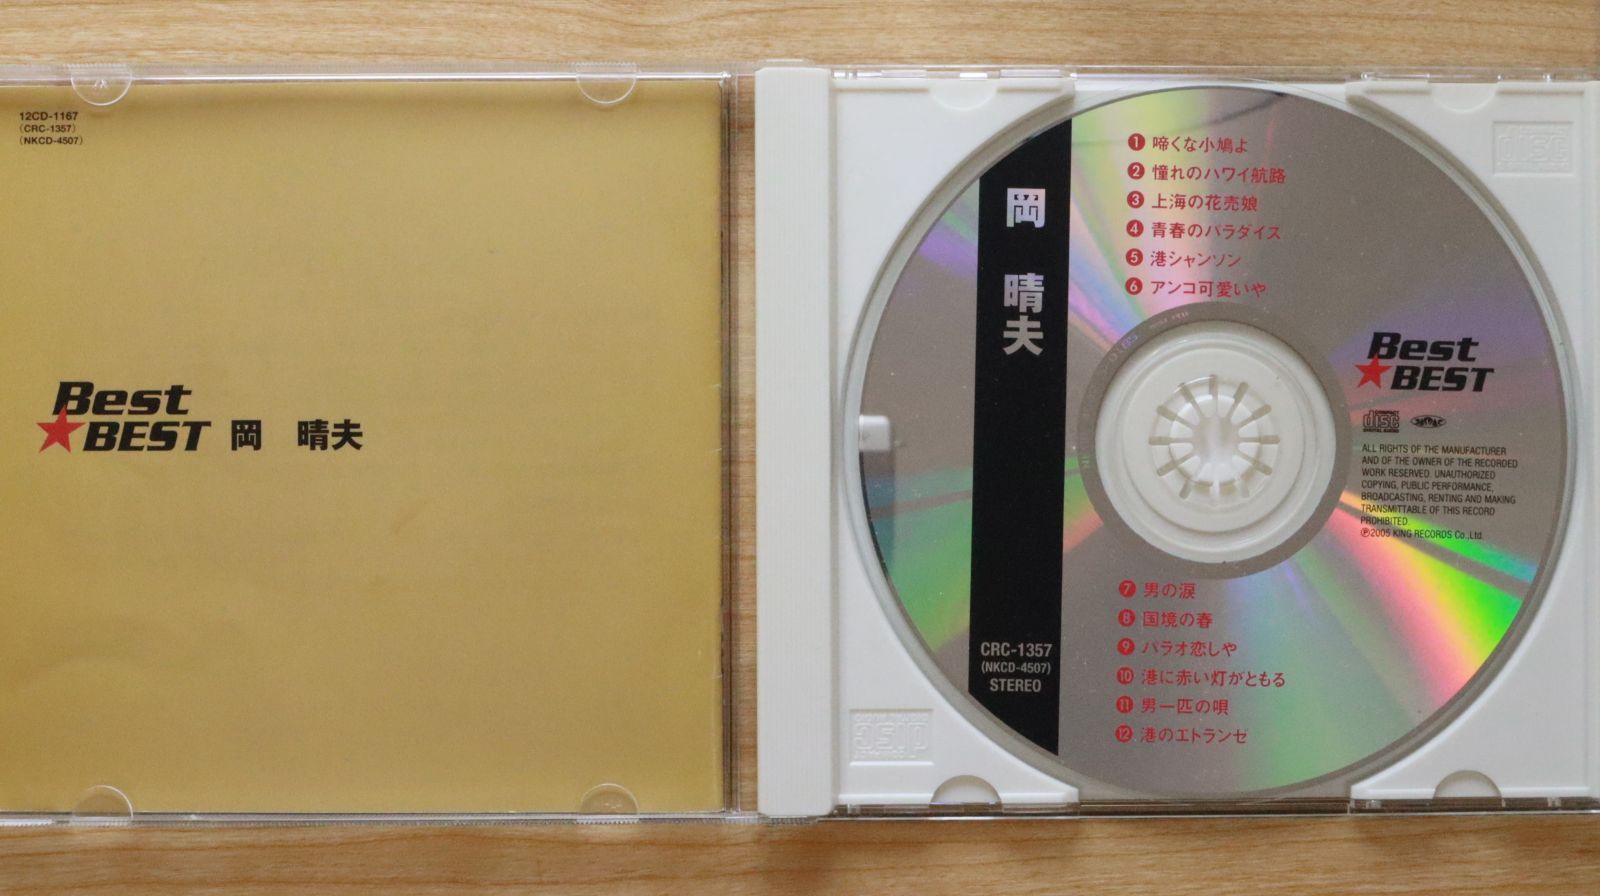 12CD-1167
(CRC-1357)
(NKCD-4507)
Best
★BEST 岡 晴夫
岡 晴夫
CRC-1357
(NKCD-4507)
STEREO
❶ 啼くな小鳩よ
❷ 憧れのハワイ航路
❸ 上海の花売娘
❹ 青春のパラダイス
❺ 港シャンソン
❻ アンコ可愛いや
Best
★BEST
COMPACT
disc
DIGITAL AUDIO
ALL RIGHTS OF THE MANUFACTURER
AND OF THE OWNER OF THE RECORDED
WORK RESERVED. UNAUTHORIZED
COPYING, PUBLIC PERFORMANCE,
BROADCASTING, RENTING AND MAKING
TRANSMITTABLE OF THIS RECORD
PROHIBITED.
Ⓟ2005 KING RECORDS Co.,Ltd.
❼ 男の涙
❽ 国境の春
❾ パラオ恋しや
❿ 港に赤い灯がともる
⓫ 男一匹の唄
⓬ 港のエトランゼ